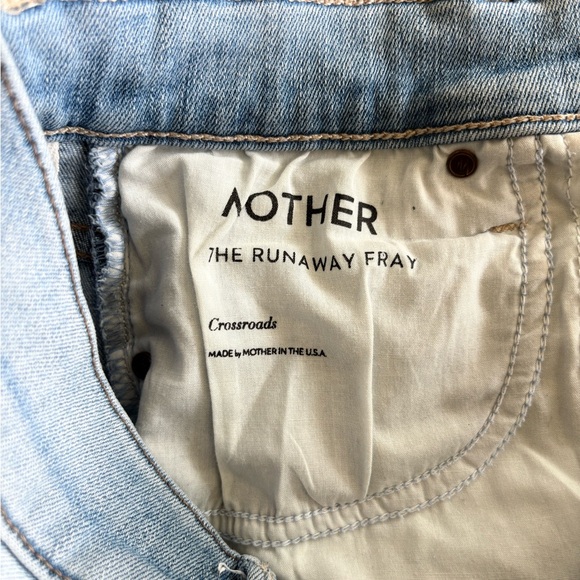 MOTHER
THE RUNAWAY FRAY
Crossroads
MADE by MOTHER IN THE U.S.A.